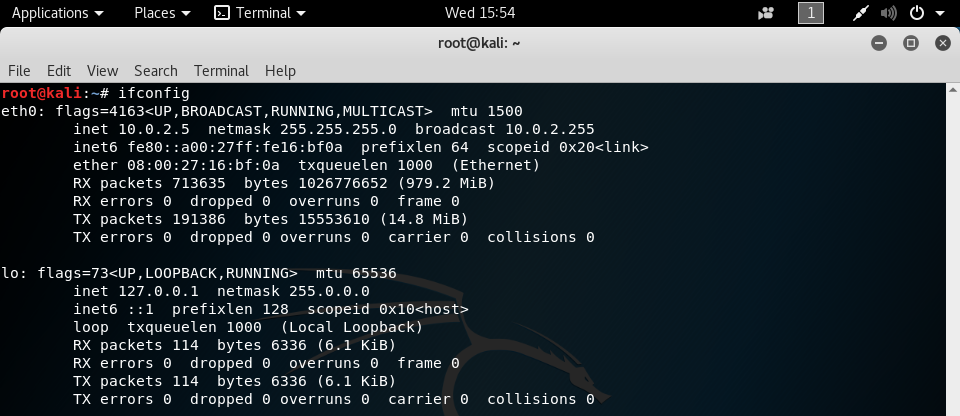 Applications Places Terminal Wed 15:54 1
root@kali: ~
File Edit View Search Terminal Help
root@kali:~# ifconfig
eth0: flags=4163<UP,BROADCAST,RUNNING,MULTICAST>  mtu 1500
        inet 10.0.2.5  netmask 255.255.255.0  broadcast 10.0.2.255
        inet6 fe80::a00:27ff:fe16:bf0a  prefixlen 64  scopeid 0x20<link>
        ether 08:00:27:16:bf:0a  txqueuelen 1000  (Ethernet)
        RX packets 713635  bytes 1026776652 (979.2 MiB)
        RX errors 0  dropped 0  overruns 0  frame 0
        TX packets 191386  bytes 15553610 (14.8 MiB)
        TX errors 0  dropped 0 overruns 0  carrier 0  collisions 0
lo: flags=73<UP,LOOPBACK,RUNNING>  mtu 65536
        inet 127.0.0.1  netmask 255.0.0.0
        inet6 ::1  prefixlen 128  scopeid 0x10<host>
        loop  txqueuelen 1000  (Local Loopback)
        RX packets 114  bytes 6336 (6.1 KiB)
        RX errors 0  dropped 0  overruns 0  frame 0
        TX packets 114  bytes 6336 (6.1 KiB)
        TX errors 0  dropped 0 overruns 0  carrier 0  collisions 0